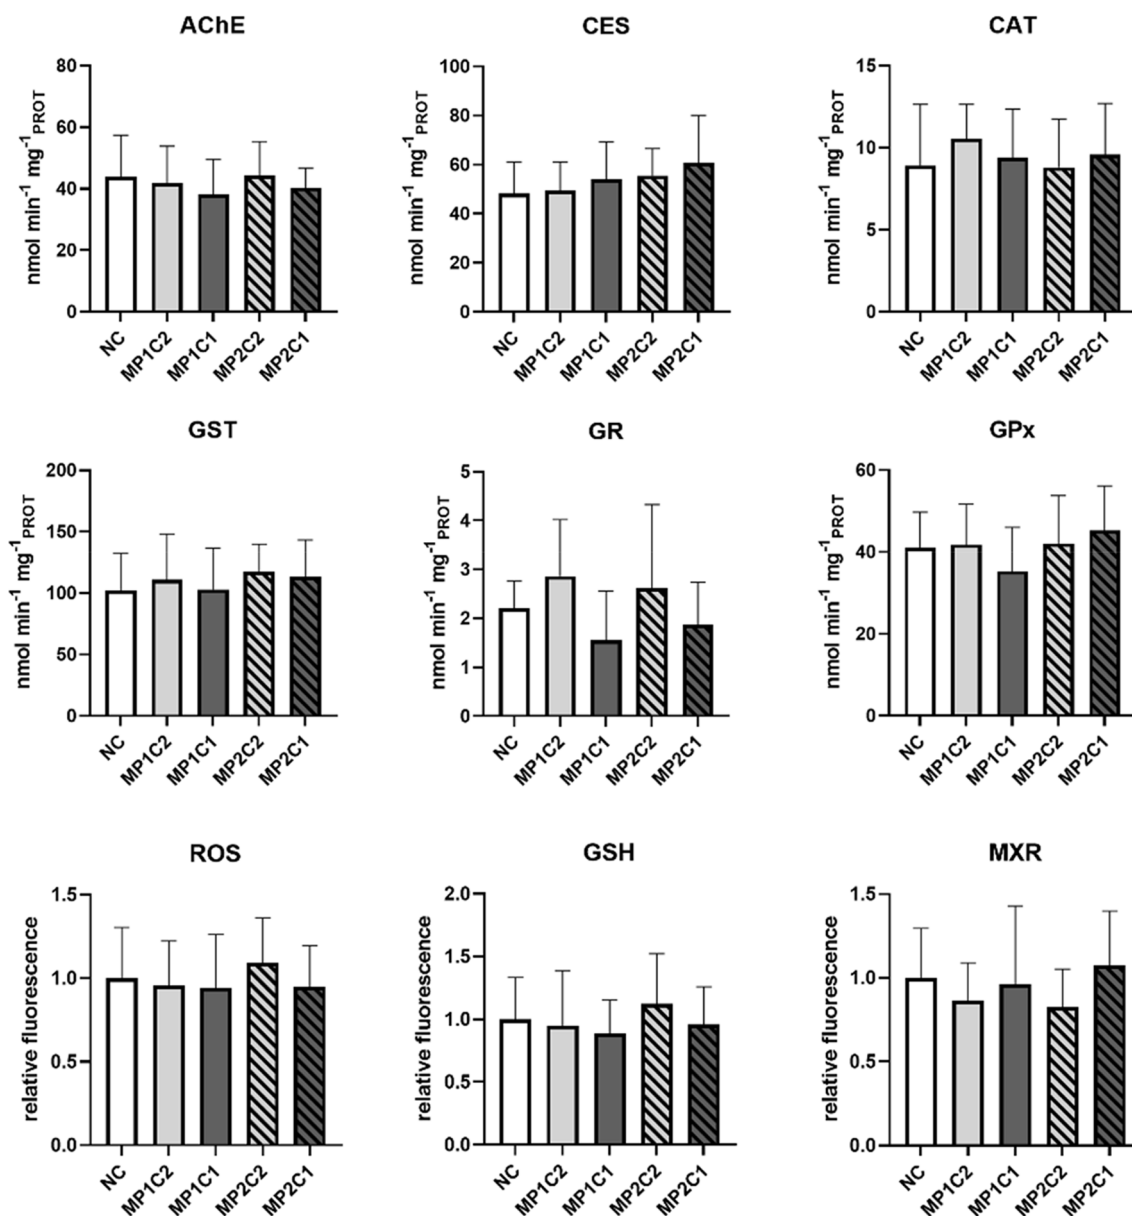 AChE
nmol min⁻¹ mg⁻¹PROT
80
60
40
20
0
NC
MP1C2
MP1C1
MP2C2
MP2C1
CES
nmol min⁻¹ mg⁻¹PROT
100
80
60
40
20
0
NC
MP1C2
MP1C1
MP2C2
MP2C1
CAT
nmol min⁻¹ mg⁻¹PROT
15
10
5
0
NC
MP1C2
MP1C1
MP2C2
MP2C1
GST
nmol min⁻¹ mg⁻¹PROT
200
150
100
50
0
NC
MP1C2
MP1C1
MP2C2
MP2C1
GR
nmol min⁻¹ mg⁻¹PROT
5
4
3
2
1
0
NC
MP1C2
MP1C1
MP2C2
MP2C1
GPx
nmol min⁻¹ mg⁻¹PROT
60
40
20
0
NC
MP1C2
MP1C1
MP2C2
MP2C1
ROS
relative fluorescence
1.5
1.0
0.5
0.0
NC
MP1C2
MP1C1
MP2C2
MP2C1
GSH
relative fluorescence
2.0
1.5
1.0
0.5
0.0
NC
MP1C2
MP1C1
MP2C2
MP2C1
MXR
relative fluorescence
1.5
1.0
0.5
0.0
NC
MP1C2
MP1C1
MP2C2
MP2C1